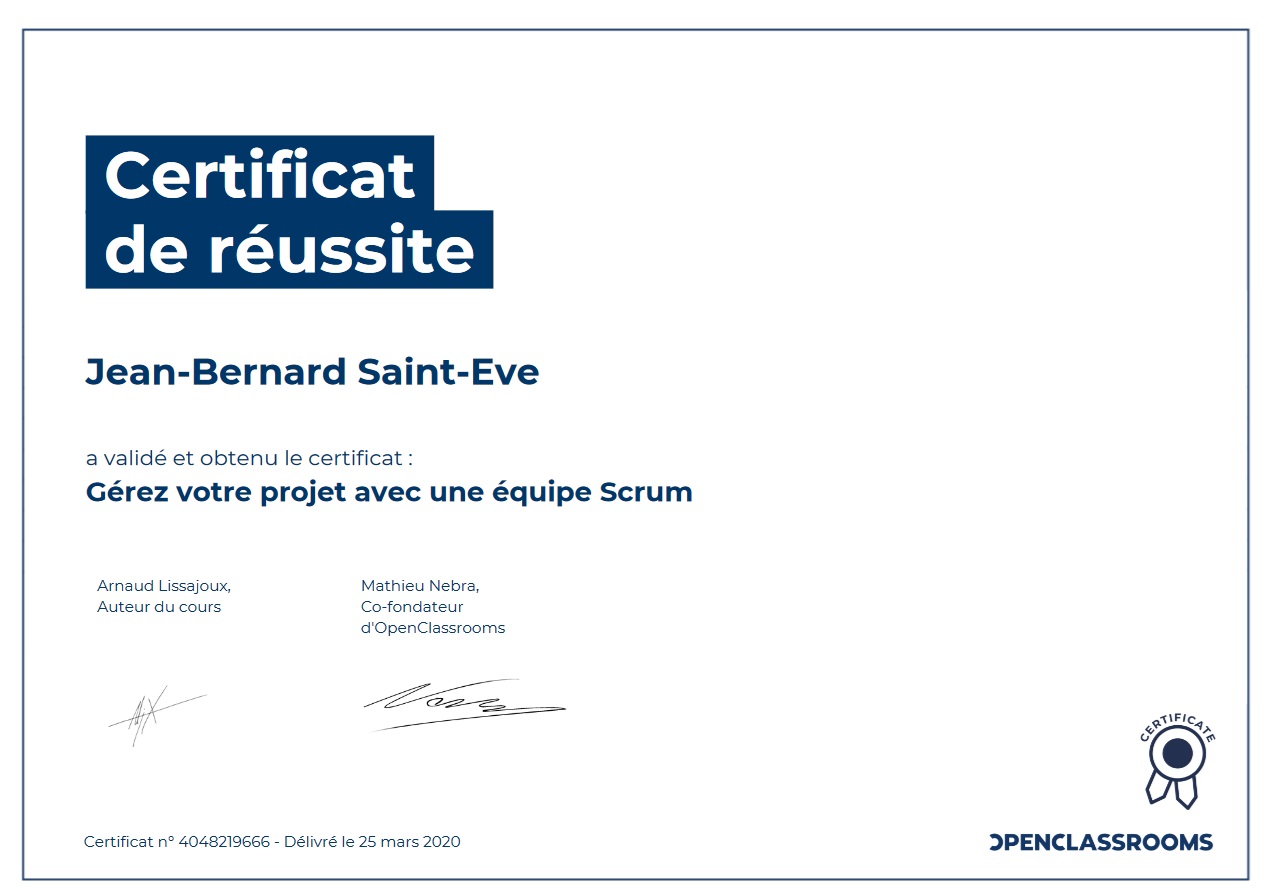 Certificat
de réussite
Jean-Bernard Saint-Eve
a validé et obtenu le certificat :
Gérez votre projet avec une équipe Scrum
Arnaud Lissajoux,
Auteur du cours
Mathieu Nebra,
Co-fondateur
d'OpenClassrooms
CERTIFICATE
Certificat n° 4048219666 - Délivré le 25 mars 2020
OPENCLASSROOMS